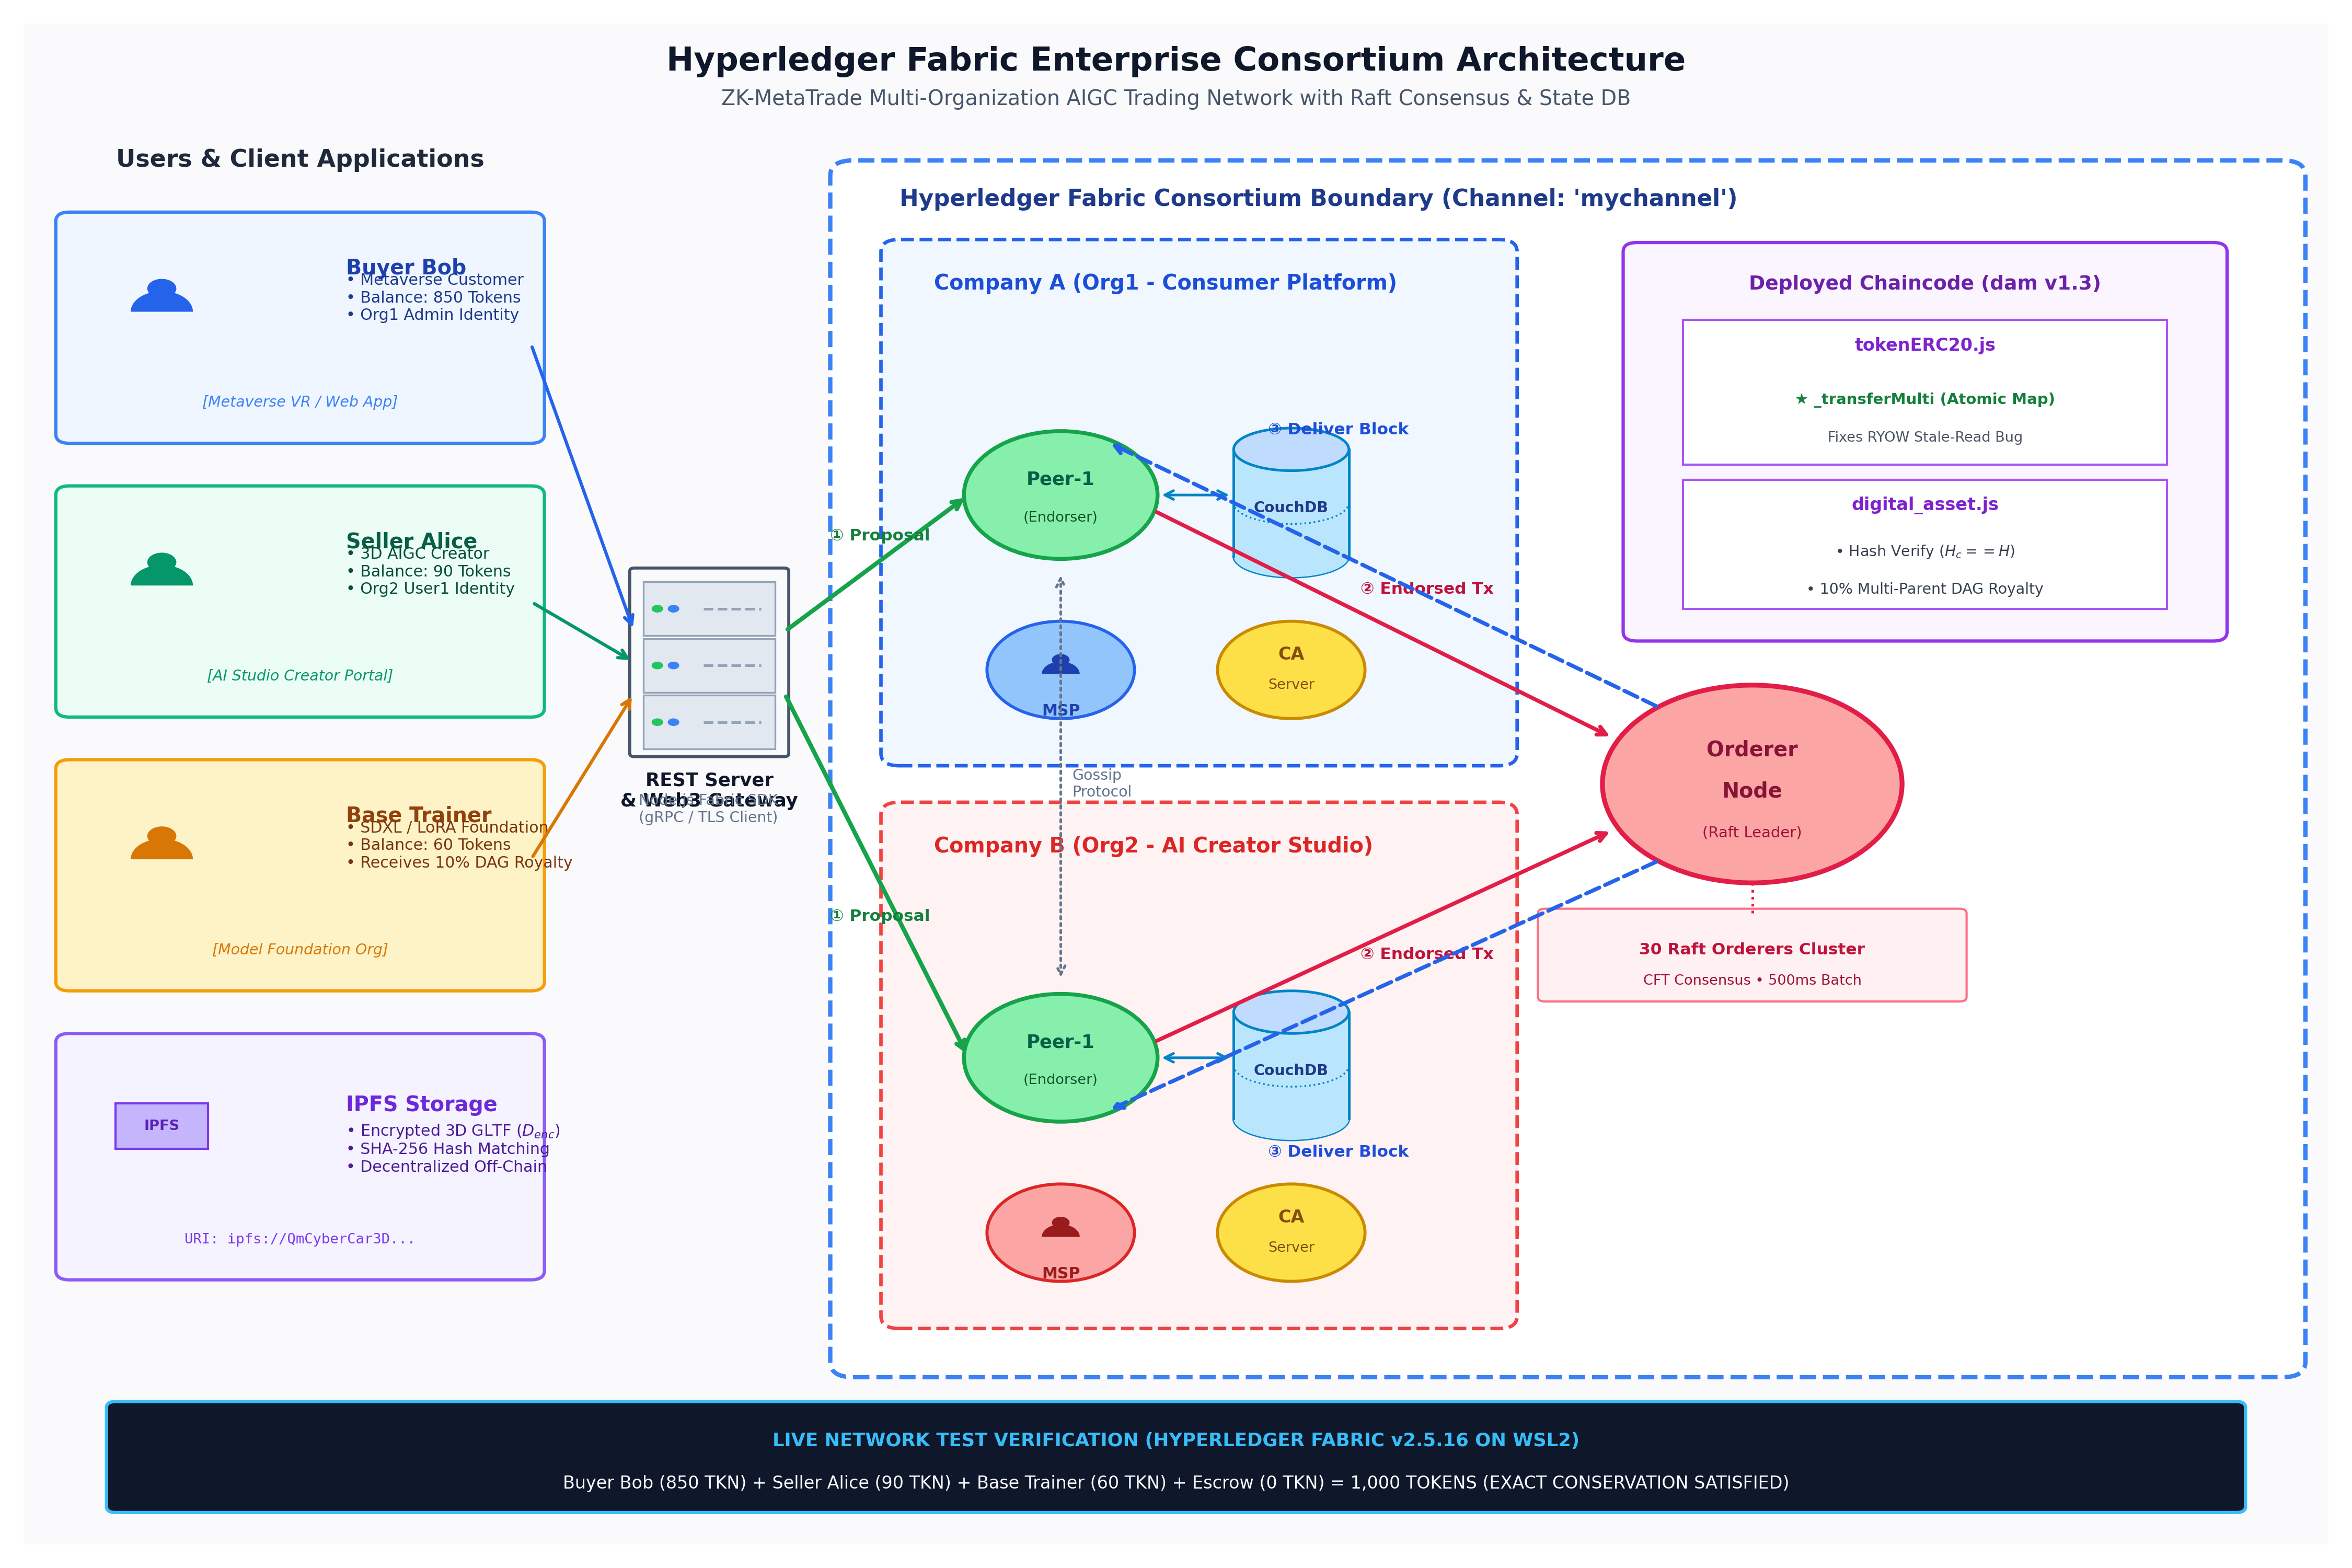 Hyperledger Fabric Enterprise Consortium Architecture
ZK-MetaTrade Multi-Organization AIGC Trading Network with Raft Consensus & State DB
Users & Client Applications
Buyer Bob
• Metaverse Customer
• Balance: 850 Tokens
• Org1 Admin Identity
[Metaverse VR / Web App]
Seller Alice
• 3D AIGC Creator
• Balance: 90 Tokens
• Org2 User1 Identity
[AI Studio Creator Portal]
Base Trainer
• SDXL / LoRA Foundation
• Balance: 60 Tokens
• Receives 10% DAG Royalty
[Model Foundation Org]
IPFS
IPFS Storage
• Encrypted 3D GLTF (D_enc)
• SHA-256 Hash Matching
• Decentralized Off-Chain
URI: ipfs://QmCyberCar3D...
REST Server
& Web3 Gateway
Node.js Fabric SDK
(gRPC / TLS Client)
Hyperledger Fabric Consortium Boundary (Channel: 'mychannel')
Company A (Org1 - Consumer Platform)
③ Deliver Block
Peer-1
(Endorser)
CouchDB
① Proposal
② Endorsed Tx
MSP
CA
Server
Gossip
Protocol
Company B (Org2 - AI Creator Studio)
① Proposal
② Endorsed Tx
Peer-1
(Endorser)
CouchDB
③ Deliver Block
MSP
CA
Server
Deployed Chaincode (dam v1.3)
tokenERC20.js
★ _transferMulti (Atomic Map)
Fixes RYOW Stale-Read Bug
digital_asset.js
• Hash Verify (H_c == H)
• 10% Multi-Parent DAG Royalty
Orderer
Node
(Raft Leader)
30 Raft Orderers Cluster
CFT Consensus • 500ms Batch
LIVE NETWORK TEST VERIFICATION (HYPERLEDGER FABRIC v2.5.16 ON WSL2)
Buyer Bob (850 TKN) + Seller Alice (90 TKN) + Base Trainer (60 TKN) + Escrow (0 TKN) = 1,000 TOKENS (EXACT CONSERVATION SATISFIED)